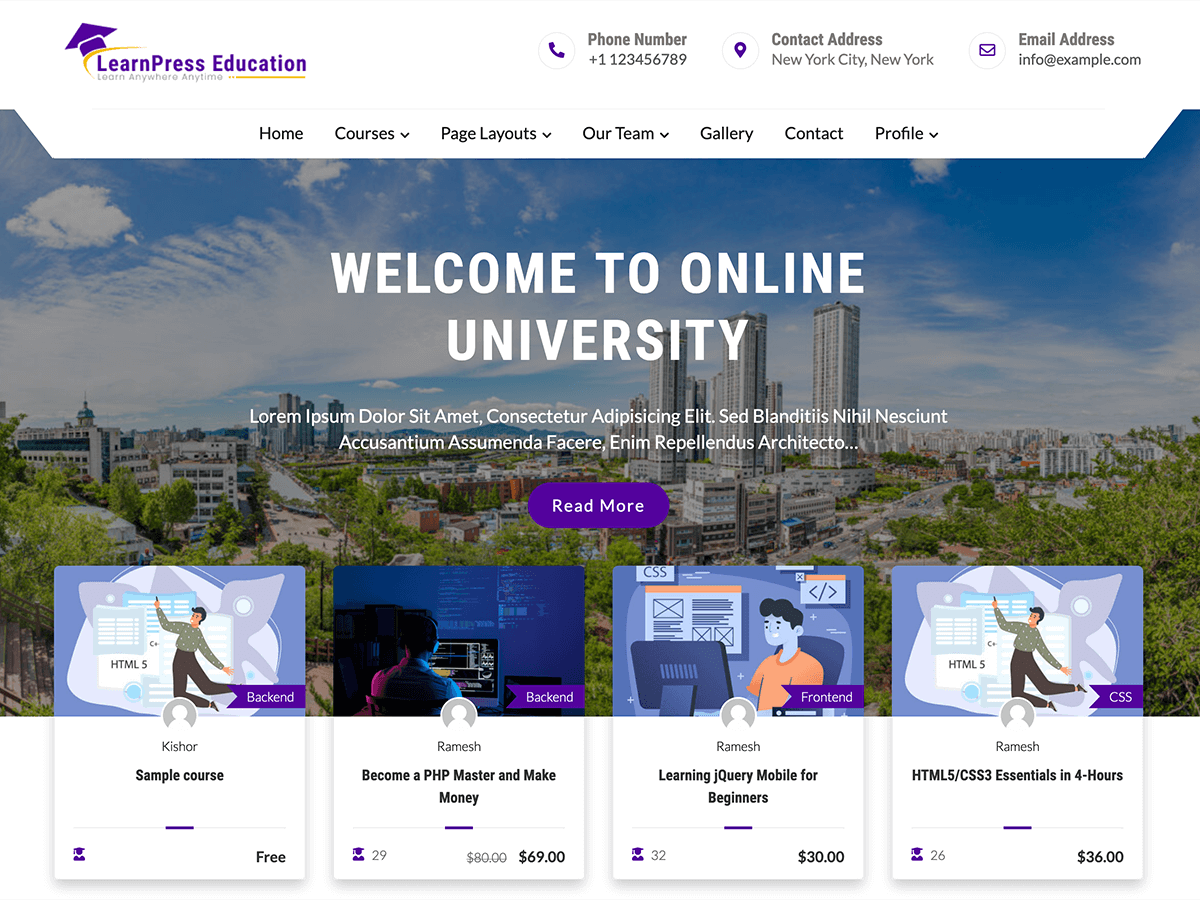 LearnPress Education
Learn Anywhere Anytime
Phone Number
+1 123456789
Contact Address
New York City, New York
Email Address
info@example.com
Home Courses Page Layouts Our Team Gallery Contact Profile
WELCOME TO ONLINE
UNIVERSITY
Lorem Ipsum Dolor Sit Amet, Consectetur Adipisicing Elit. Sed Blanditiis Nihil Nesciunt
Accusantium Assumenda Facere, Enim Repellendus Architecto...
Read More
C++
HTML 5
Backend
Kishor
Sample course
Free
Backend
Ramesh
Become a PHP Master and Make
Money
29 $80.00 $69.00
CSS
</>
Frontend
Ramesh
Learning jQuery Mobile for
Beginners
32 $30.00
C++
HTML 5
CSS
Ramesh
HTML5/CSS3 Essentials in 4-Hours
26 $36.00